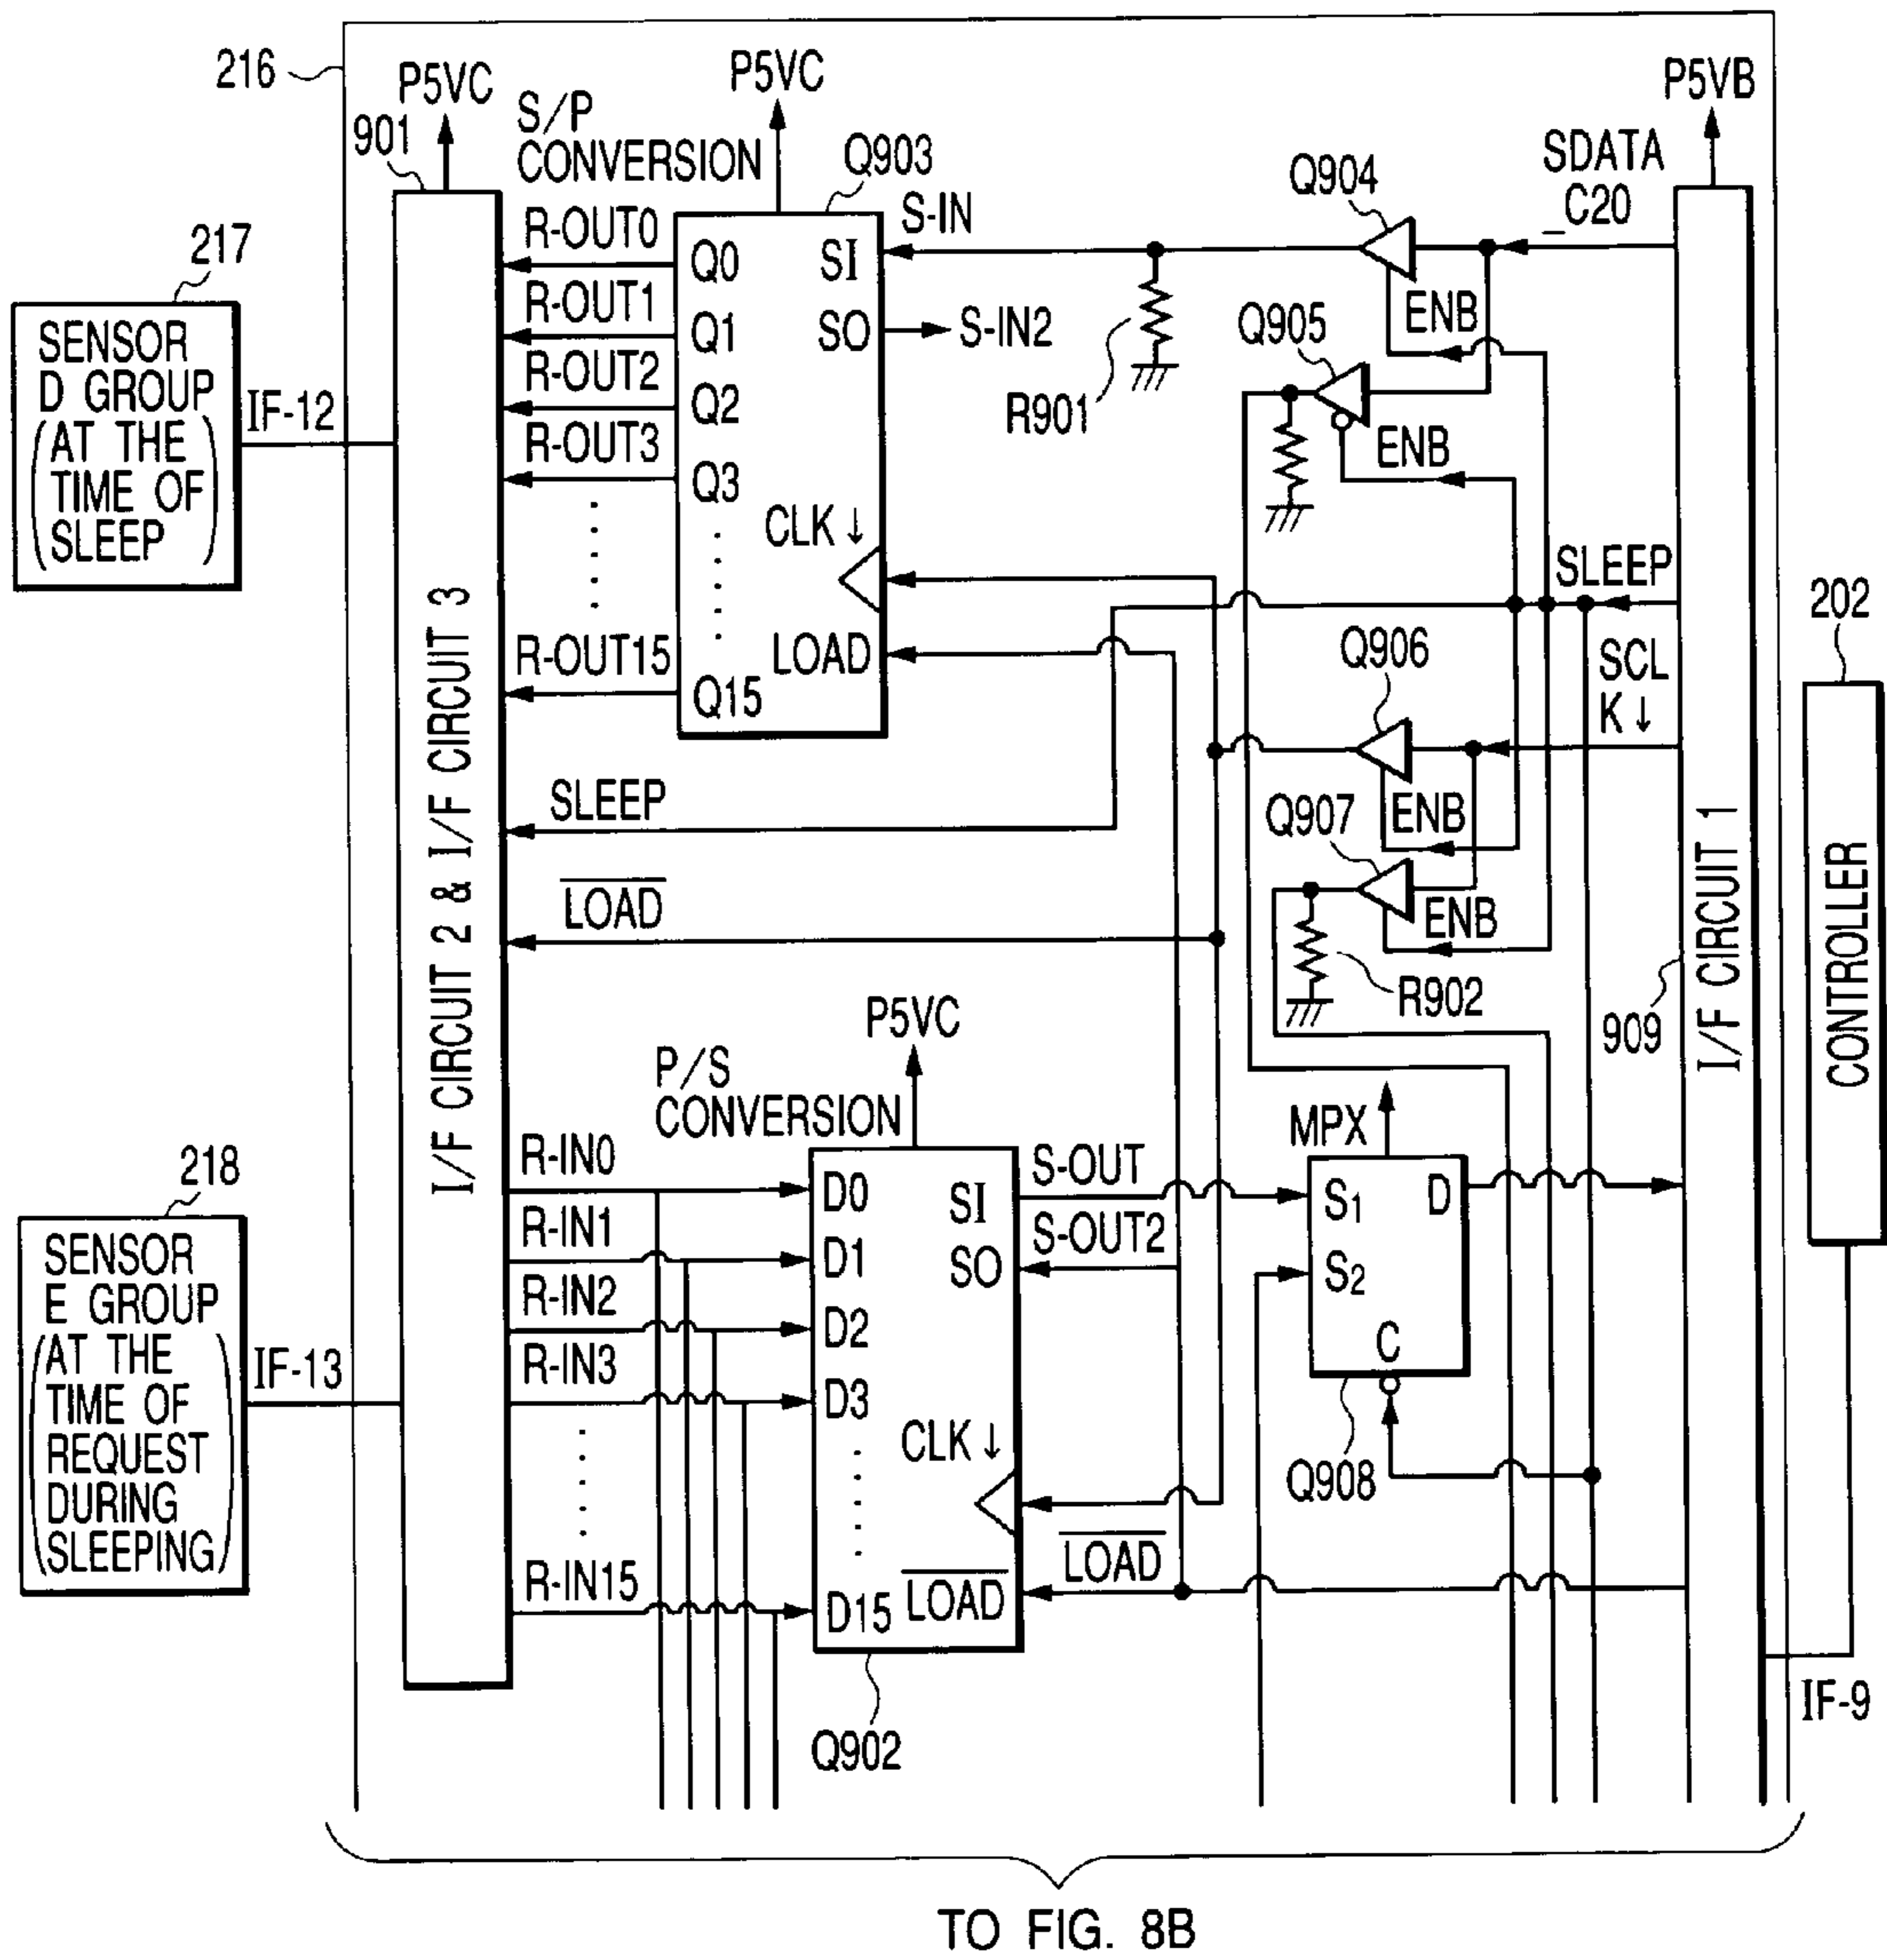 216
P5VC
P5VC
P5VB
901
S/P
CONVERSION
Q903
S-IN
Q904
SDATA
_C20
217
SENSOR
D GROUP
(AT THE
TIME OF
SLEEP)
IF-12
R-OUT0
R-OUT1
R-OUT2
R-OUT3
R-OUT15
Q0
Q1
Q2
Q3
Q15
SI
SO
S-IN2
CLK ↓
LOAD
R901
Q905
ENB
ENB
SLEEP
202
Q906
SCL
K ↓
SLEEP
Q907
ENB
LOAD
ENB
R902
909
I/F CIRCUIT 2 & I/F CIRCUIT 3
I/F CIRCUIT 1
CONTROLLER
P5VC
P/S
CONVERSION
MPX
218
SENSOR
E GROUP
(AT THE
TIME OF
REQUEST
DURING
SLEEPING)
IF-13
R-IN0
R-IN1
R-IN2
R-IN3
R-IN15
D0
D1
D2
D3
D15
SI
SO
CLK ↓
LOAD
S-OUT
S-OUT2
LOAD
S1
S2
D
C
Q908
Q902
IF-9
TO FIG. 8B